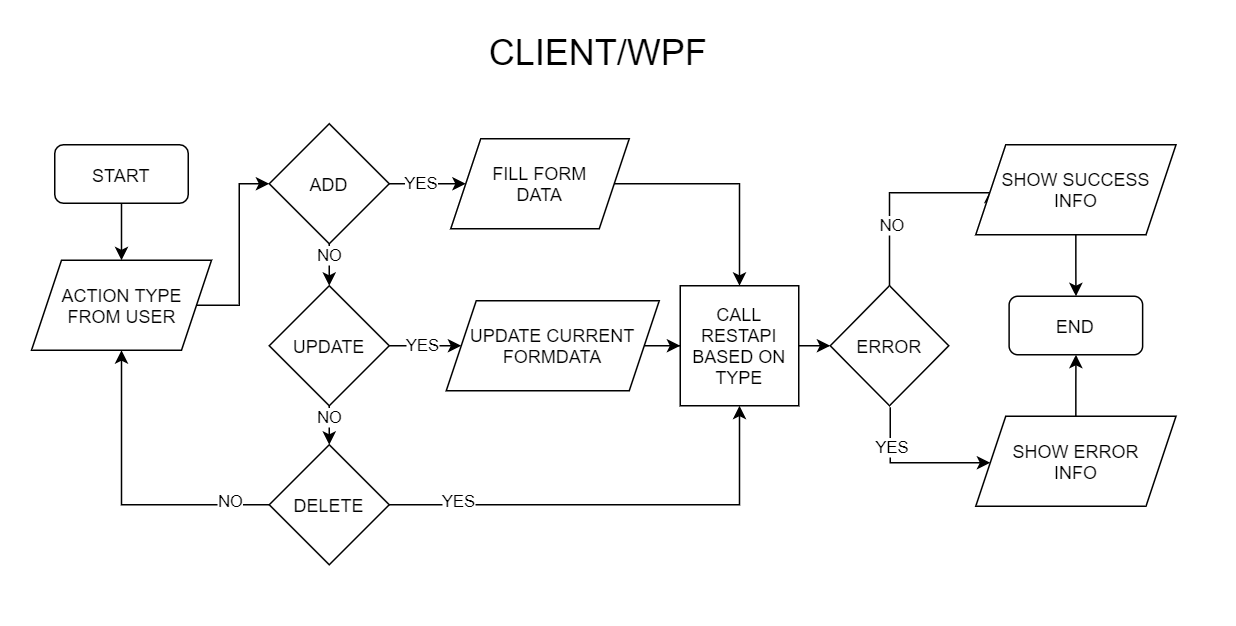 CLIENT/WPF
START
ACTION TYPE
FROM USER
ADD
YES
FILL FORM
DATA
NO
UPDATE
YES
UPDATE CURRENT
FORMDATA
NO
DELETE
NO
YES
CALL
RESTAPI
BASED ON
TYPE
ERROR
NO
SHOW SUCCESS
INFO
END
YES
SHOW ERROR
INFO